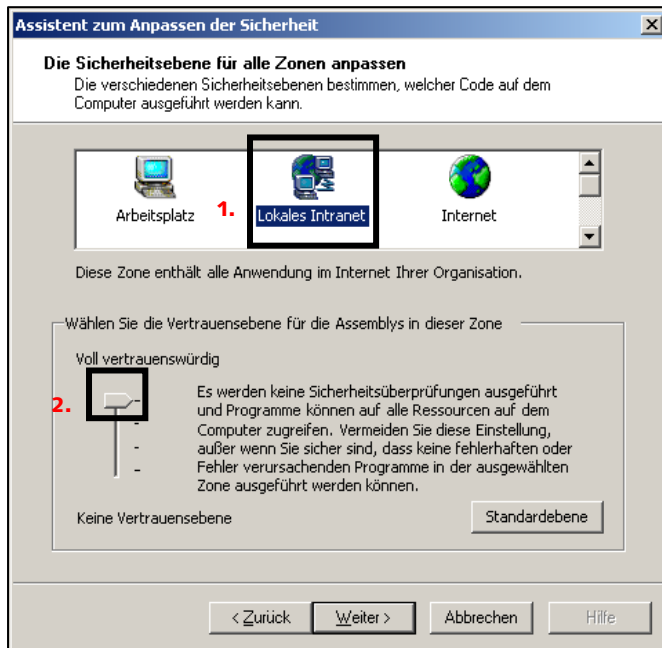 Assistent zum Anpassen der Sicherheit
Die Sicherheitsebene für alle Zonen anpassen
Die verschiedenen Sicherheitsebenen bestimmen, welcher Code auf dem
Computer ausgeführt werden kann.
Arbeitsplatz
1.
Lokales Intranet
Internet
Diese Zone enthält alle Anwendung im Internet Ihrer Organisation.
Wählen Sie die Vertrauensebene für die Assemblys in dieser Zone
Voll vertrauenswürdig
2.
Es werden keine Sicherheitsüberprüfungen ausgeführt
und Programme können auf alle Ressourcen auf dem
Computer zugreifen. Vermeiden Sie diese Einstellung,
außer wenn Sie sicher sind, dass keine fehlerhaften oder
Fehler verursachenden Programme in der ausgewählten
Zone ausgeführt werden können.
Keine Vertrauensebene
Standardebene
< Zurück
Weiter >
Abbrechen
Hilfe